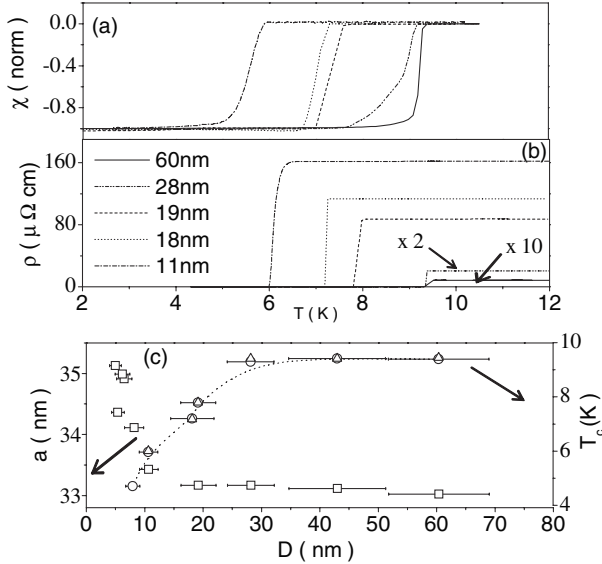 (a)
χ ( norm )
0.0
-0.4
-0.8
(b)
ρ ( μ Ω cm )
160
80
0
60nm
28nm
19nm
18nm
11nm
x 2
x 10
2 4 6 8 10 12
T ( K )
(c)
a ( nm )
35
34
33
T_c(K)
10
8
6
4
0 10 20 30 40 50 60 70 80
D ( nm )